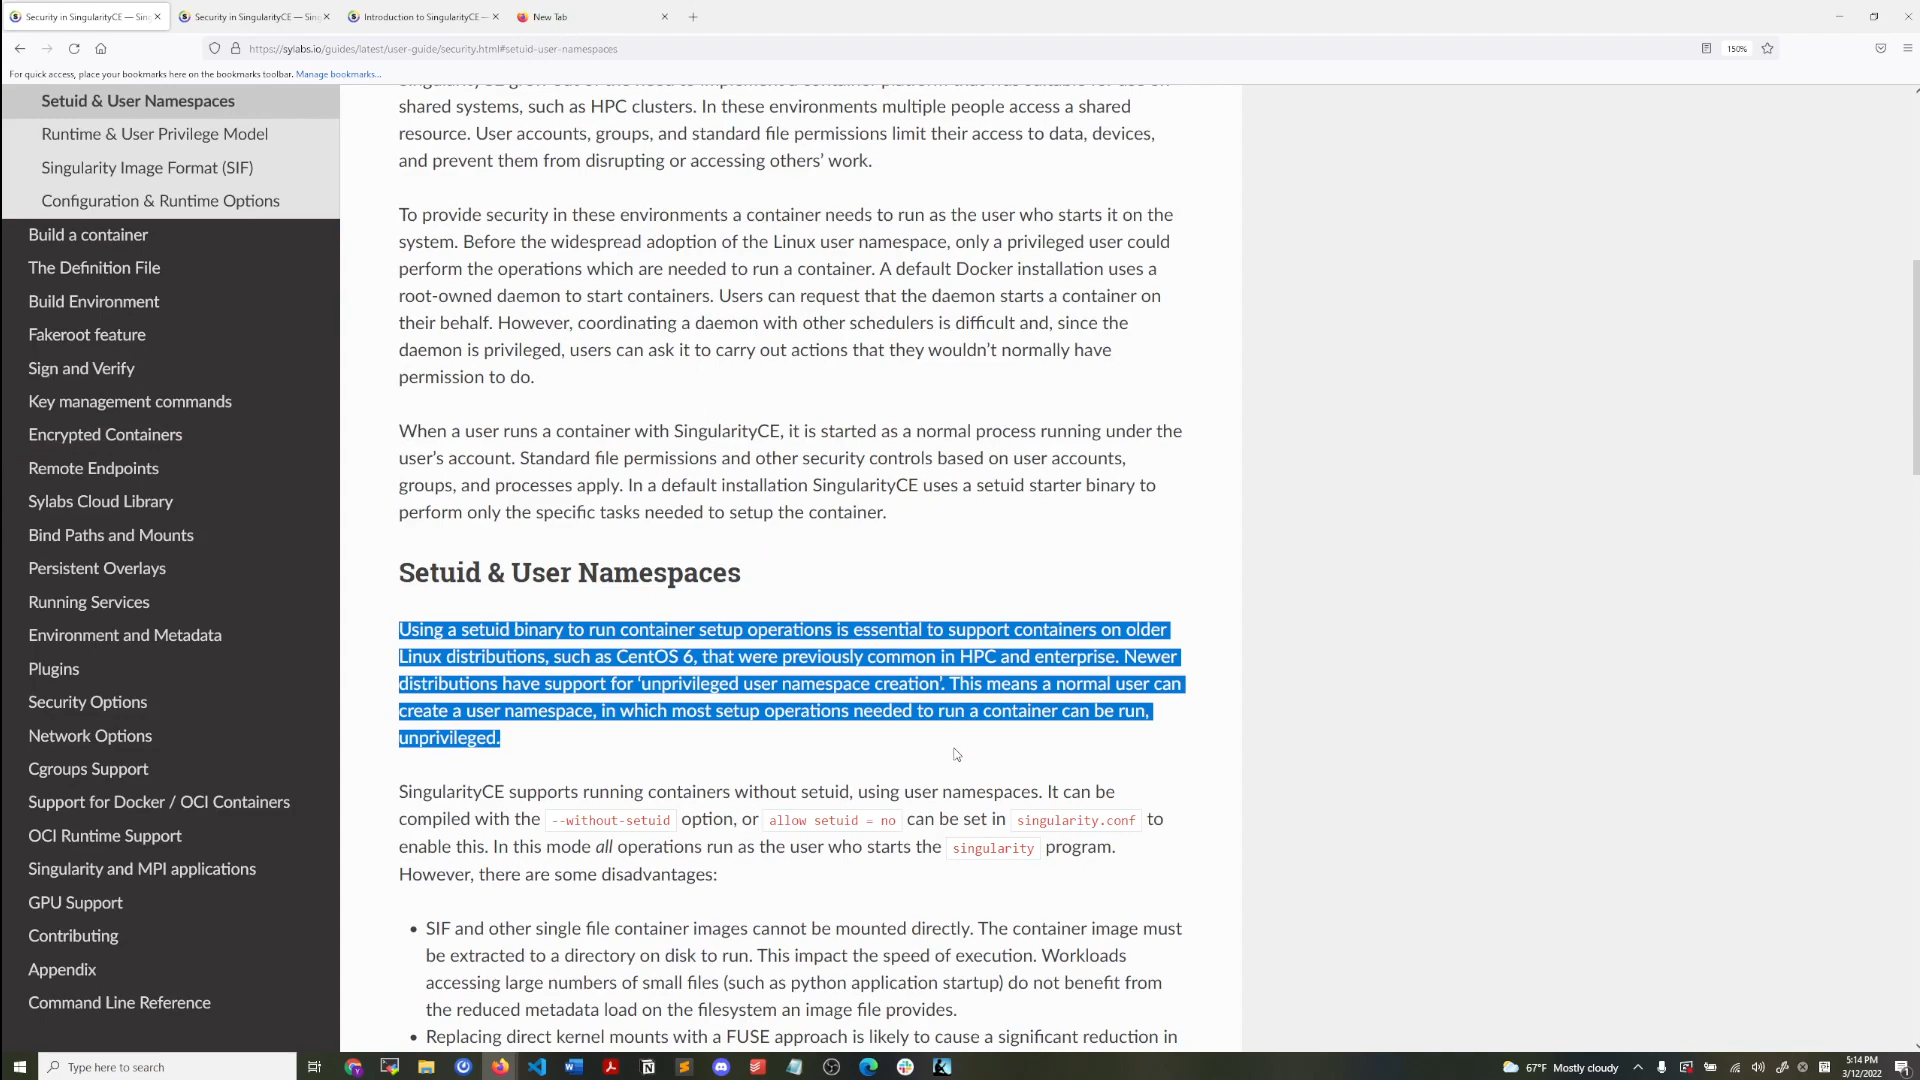 Security in SingularityCE — Sing
Security in SingularityCE — Sing
Introduction to SingularityCE —
New Tab
https://sylabs.io/guides/latest/user-guide/security.html#setuid-user-namespaces
150%
For quick access, place your bookmarks here on the bookmarks toolbar. Manage bookmarks...
Setuid & User Namespaces
Runtime & User Privilege Model
Singularity Image Format (SIF)
Configuration & Runtime Options
Build a container
The Definition File
Build Environment
Fakeroot feature
Sign and Verify
Key management commands
Encrypted Containers
Remote Endpoints
Sylabs Cloud Library
Bind Paths and Mounts
Persistent Overlays
Running Services
Environment and Metadata
Plugins
Security Options
Network Options
Cgroups Support
Support for Docker / OCI Containers
OCI Runtime Support
Singularity and MPI applications
GPU Support
Contributing
Appendix
Command Line Reference
SingularityCE grew out of the need to implement a container platform that was suitable for use on
shared systems, such as HPC clusters. In these environments multiple people access a shared
resource. User accounts, groups, and standard file permissions limit their access to data, devices,
and prevent them from disrupting or accessing others’ work.
To provide security in these environments a container needs to run as the user who starts it on the
system. Before the widespread adoption of the Linux user namespace, only a privileged user could
perform the operations which are needed to run a container. A default Docker installation uses a
root-owned daemon to start containers. Users can request that the daemon starts a container on
their behalf. However, coordinating a daemon with other schedulers is difficult and, since the
daemon is privileged, users can ask it to carry out actions that they wouldn’t normally have
permission to do.
When a user runs a container with SingularityCE, it is started as a normal process running under the
user’s account. Standard file permissions and other security controls based on user accounts,
groups, and processes apply. In a default installation SingularityCE uses a setuid starter binary to
perform only the specific tasks needed to setup the container.
Setuid & User Namespaces
Using a setuid binary to run container setup operations is essential to support containers on older
Linux distributions, such as CentOS 6, that were previously common in HPC and enterprise. Newer
distributions have support for ‘unprivileged user namespace creation’. This means a normal user can
create a user namespace, in which most setup operations needed to run a container can be run,
unprivileged.
SingularityCE supports running containers without setuid, using user namespaces. It can be
compiled with the --without-setuid option, or allow setuid = no can be set in singularity.conf to
enable this. In this mode all operations run as the user who starts the singularity program.
However, there are some disadvantages:
• SIF and other single file container images cannot be mounted directly. The container image must
be extracted to a directory on disk to run. This impact the speed of execution. Workloads
accessing large numbers of small files (such as python application startup) do not benefit from
the reduced metadata load on the filesystem an image file provides.
• Replacing direct kernel mounts with a FUSE approach is likely to cause a significant reduction in
Type here to search
67°F Mostly cloudy
5:14 PM
3/12/2022